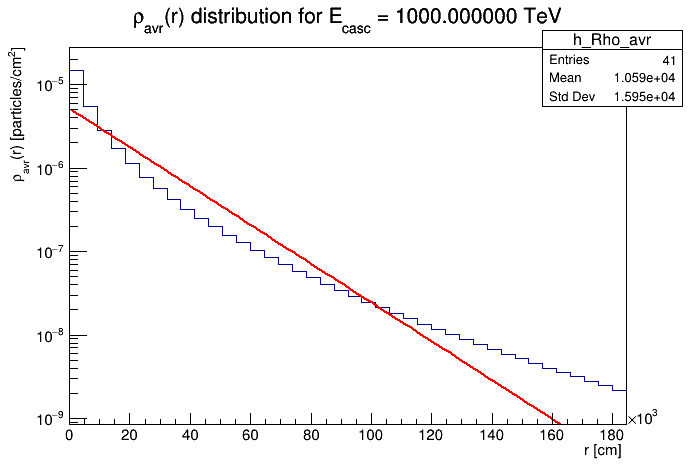 ρavr(r) distribution for Ecasc = 1000.000000 TeV
h_Rho_avr
Entries 41
Mean 1.059e+04
Std Dev 1.595e+04
ρavr(r) [particles/cm²]
10⁻⁵
10⁻⁶
10⁻⁷
10⁻⁸
10⁻⁹
0 20 40 60 80 100 120 140 160 180
×10³
r [cm]